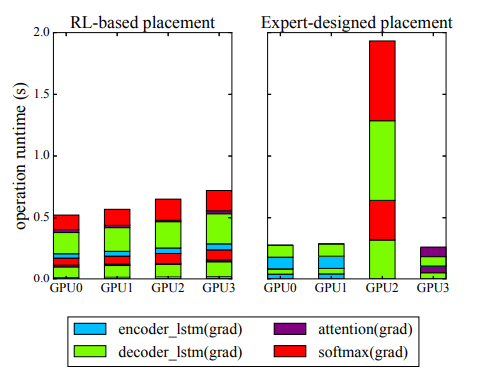 RL-based placement
Expert-designed placement
operation runtime (s)
2.0
1.5
1.0
0.5
0.0
GPU0 GPU1 GPU2 GPU3
GPU0 GPU1 GPU2 GPU3
encoder_lstm(grad)
decoder_lstm(grad)
attention(grad)
softmax(grad)